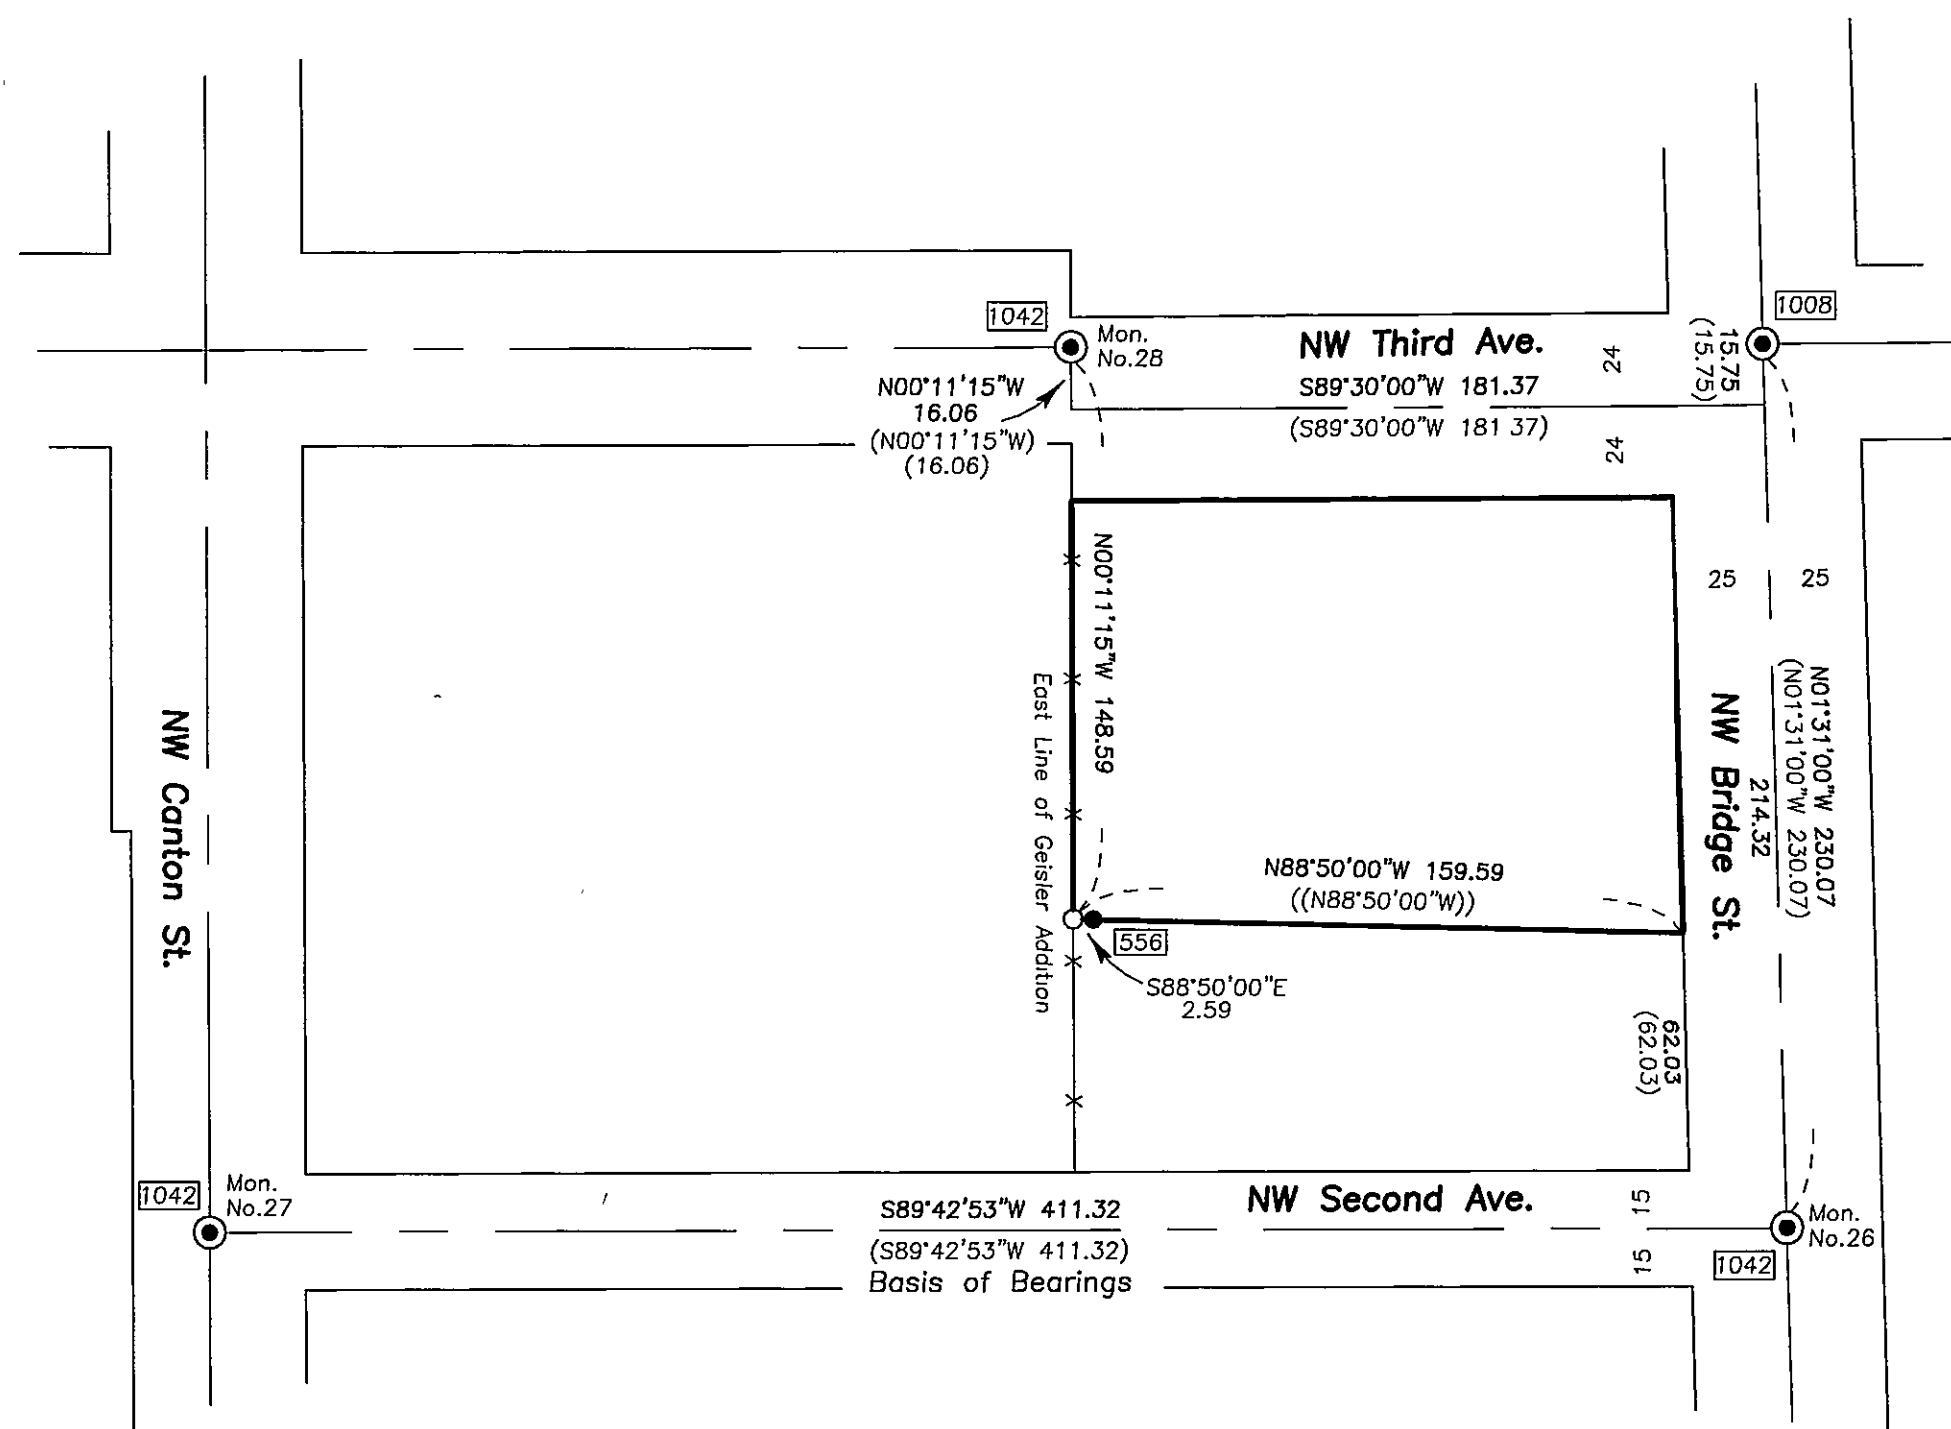 1008
1042
Mon.
No.28
NW Third Ave.
24
15.75
(15.75)
N00°11'15"W
16.06
(N00°11'15"W)
(16.06)
S89°30'00"W 181.37
(S89°30'00"W 181 37)
24
25
25
N00°11'15"W 148.59
East Line of Geisler Addition
NW Canton St.
NW Bridge St.
N01°31'00"W 230.07
(N01°31'00"W 230.07)
214.32
N88°50'00"W 159.59
((N88°50'00"W))
556
S88°50'00"E
2.59
62.03
(62.03)
1042
Mon.
No.27
S89°42'53"W 411.32
(S89°42'53"W 411.32)
Basis of Bearings
NW Second Ave.
15
15
Mon.
No.26
1042